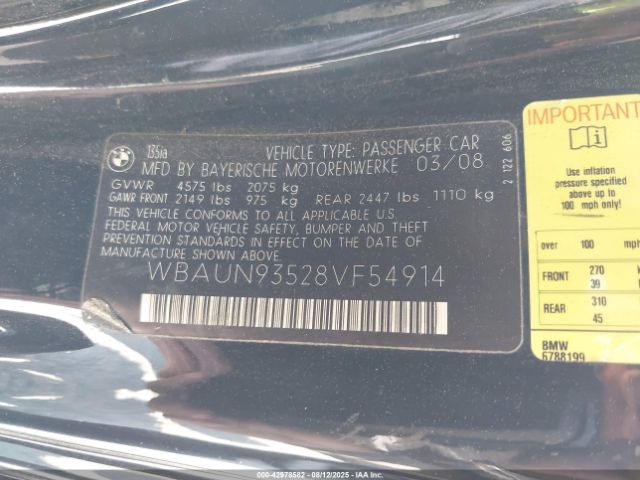 BMW
135ia
VEHICLE TYPE: PASSENGER CAR
MFD BY BAYERISCHE MOTORENWERKE 03/08
GVWR 4575 lbs 2075 kg
GAWR FRONT 2149 lbs 975 kg REAR 2447 lbs 1110 kg
THIS VEHICLE CONFORMS TO ALL APPLICABLE U.S.
FEDERAL MOTOR VEHICLE SAFETY, BUMPER AND THEFT
PREVENTION STANDARDS IN EFFECT ON THE DATE OF
MANUFACTURE SHOWN ABOVE.
WBAUN93528VF54914
2 122 606
IMPORTANT
Use inflation
pressure specified
above up to
100 mph only!
over 100 mph
FRONT 270
39
REAR 310
45
BMW
6788199
000-42978582 - 08/12/2025 - COPYRIGHT IAA, LLC.